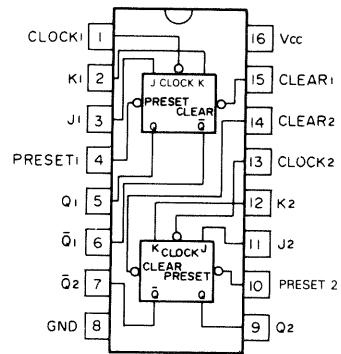 CLOCK1 1 16 Vcc
K1 2 15 CLEAR1
J1 3 14 CLEAR2
PRESET1 4 13 CLOCK2
Q1 5 12 K2
Q̄1 6 11 J2
Q̄2 7 10 PRESET 2
GND 8 9 Q2
J CLOCK K
PRESET
CLEAR
Q Q̄
K CLOCK J
CLEAR
PRESET
Q̄ Q